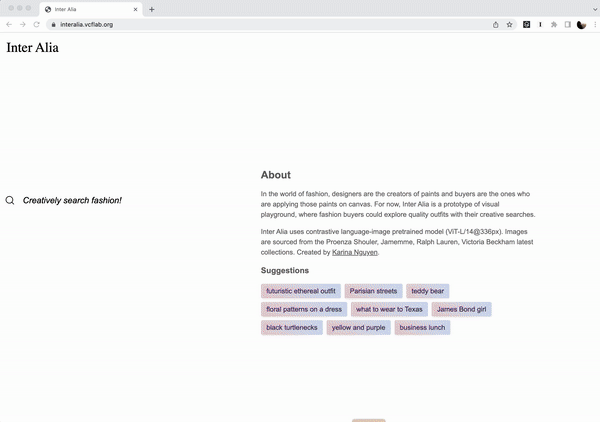 Inter Alia
interalia.vcflab.org
Inter Alia
Creatively search fashion!
About
In the world of fashion, designers are the creators of paints and buyers are the ones who
are applying those paints on canvas. For now, Inter Alia is a prototype of visual
playground, where fashion buyers could explore quality outfits with their creative searches.
Inter Alia uses contrastive language-image pretrained model (ViT-L/14@336px). Images
are sourced from the Proenza Shouler, Jamemme, Ralph Lauren, Victoria Beckham latest
collections. Created by Karina Nguyen.
Suggestions
futuristic ethereal outfit Parisian streets teddy bear
floral patterns on a dress what to wear to Texas James Bond girl
black turtlenecks yellow and purple business lunch